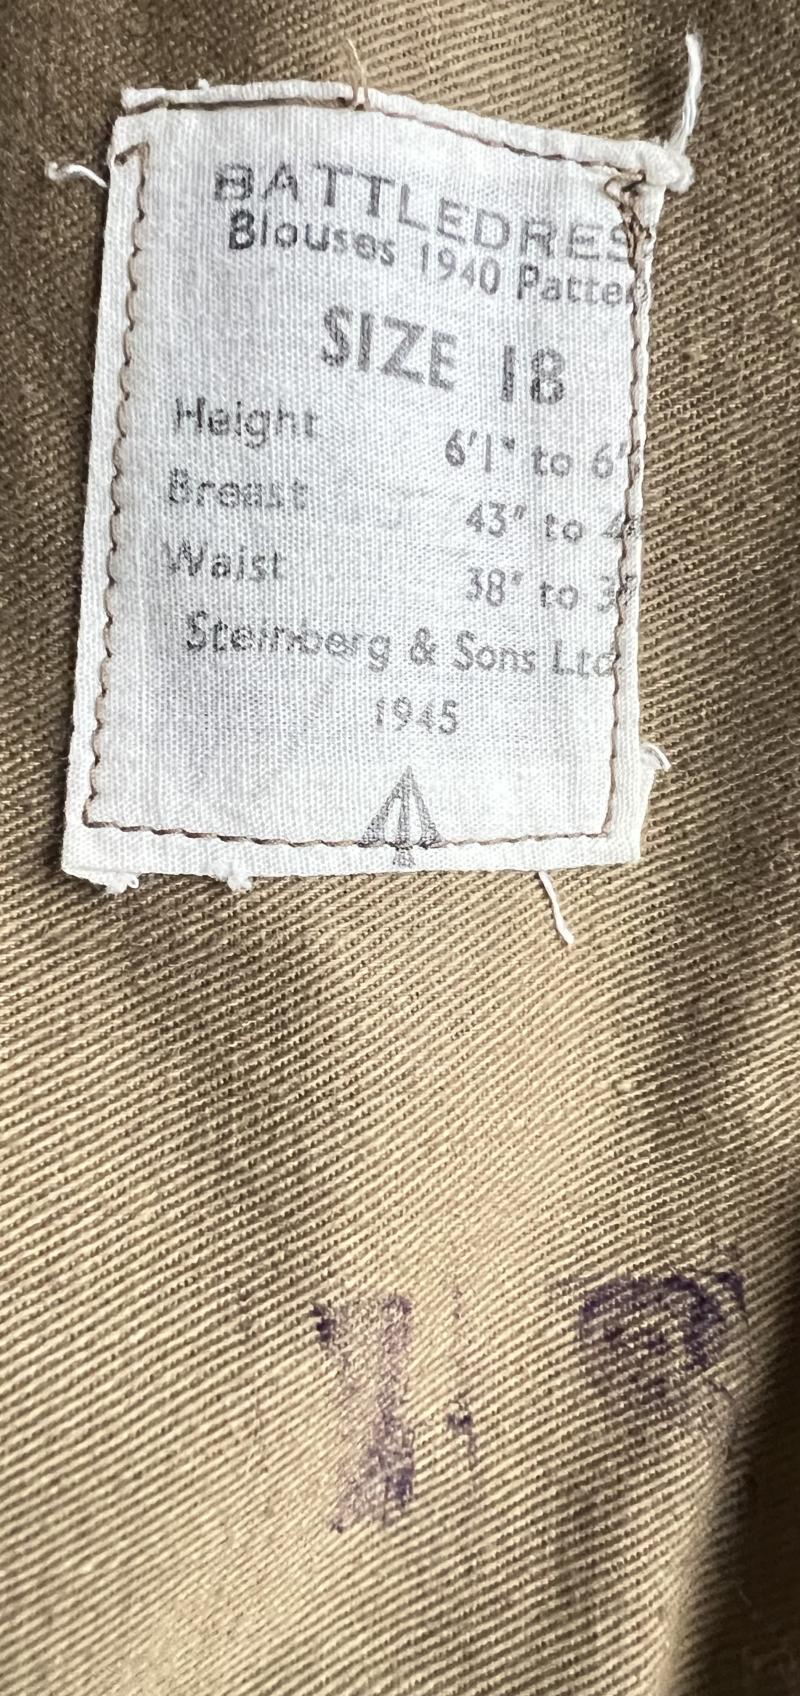 BATTLEDRES
Blouses 1940 Patter
SIZE 18
Height 6'1" to 6'
Breast 43" to 4
Waist 38" to 3
Steinberg & Sons Ltd
1945